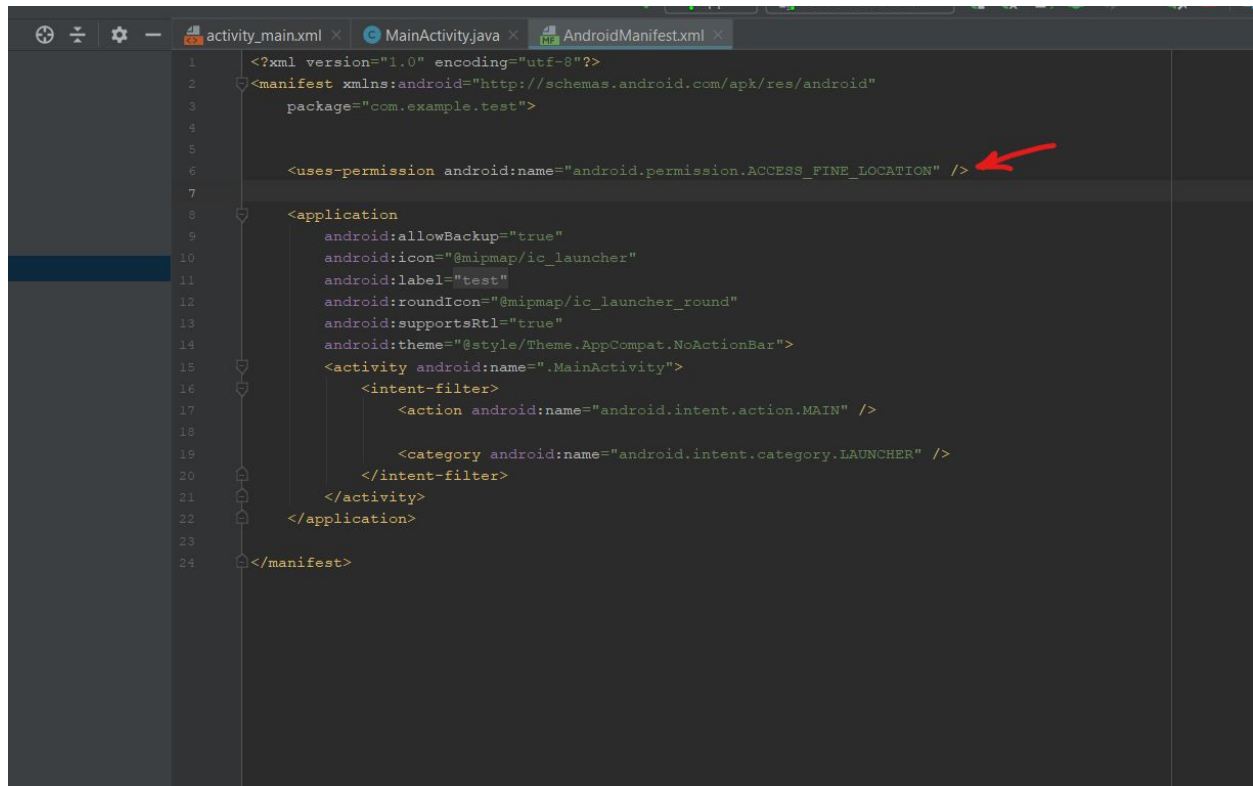 activity_main.xml MainActivity.java AndroidManifest.xml
1 <?xml version="1.0" encoding="utf-8"?>
2 <manifest xmlns:android="http://schemas.android.com/apk/res/android"
3 package="com.example.test">
4
5
6 <uses-permission android:name="android.permission.ACCESS_FINE_LOCATION" />
7
8 <application
9 android:allowBackup="true"
10 android:icon="@mipmap/ic_launcher"
11 android:label="test"
12 android:roundIcon="@mipmap/ic_launcher_round"
13 android:supportsRtl="true"
14 android:theme="@style/Theme.AppCompat.NoActionBar">
15 <activity android:name=".MainActivity">
16 <intent-filter>
17 <action android:name="android.intent.action.MAIN" />
18
19 <category android:name="android.intent.category.LAUNCHER" />
20 </intent-filter>
21 </activity>
22 </application>
23
24 </manifest>